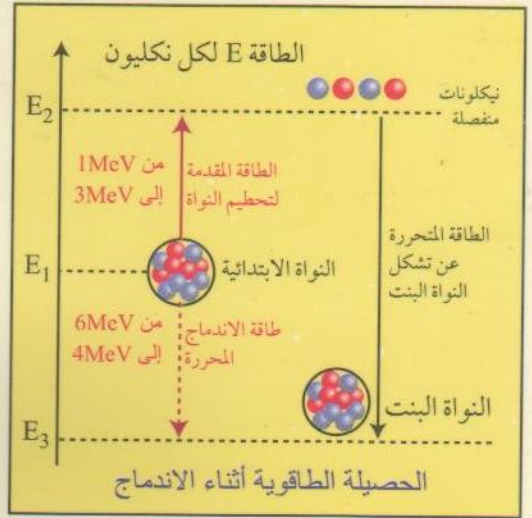 الطاقة E لكل نكليون
نيكلونات
منفصلة
E2
من 1MeV
إلى 3MeV
الطاقة المقدمة
لتحطيم النواة
الطاقة المتحررة
عن تشكل
النواة البنت
E1
النواة الابتدائية
من 6MeV
إلى 4MeV
طاقة الاندماج
المحررة
النواة البنت
E3
الحصيلة الطاقوية أثناء الاندماج